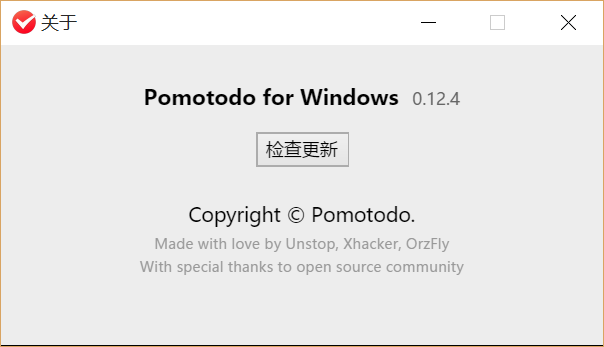 关于
Pomotodo for Windows 0.12.4
检查更新
Copyright © Pomotodo.
Made with love by Unstop, Xhacker, OrzFly
With special thanks to open source community